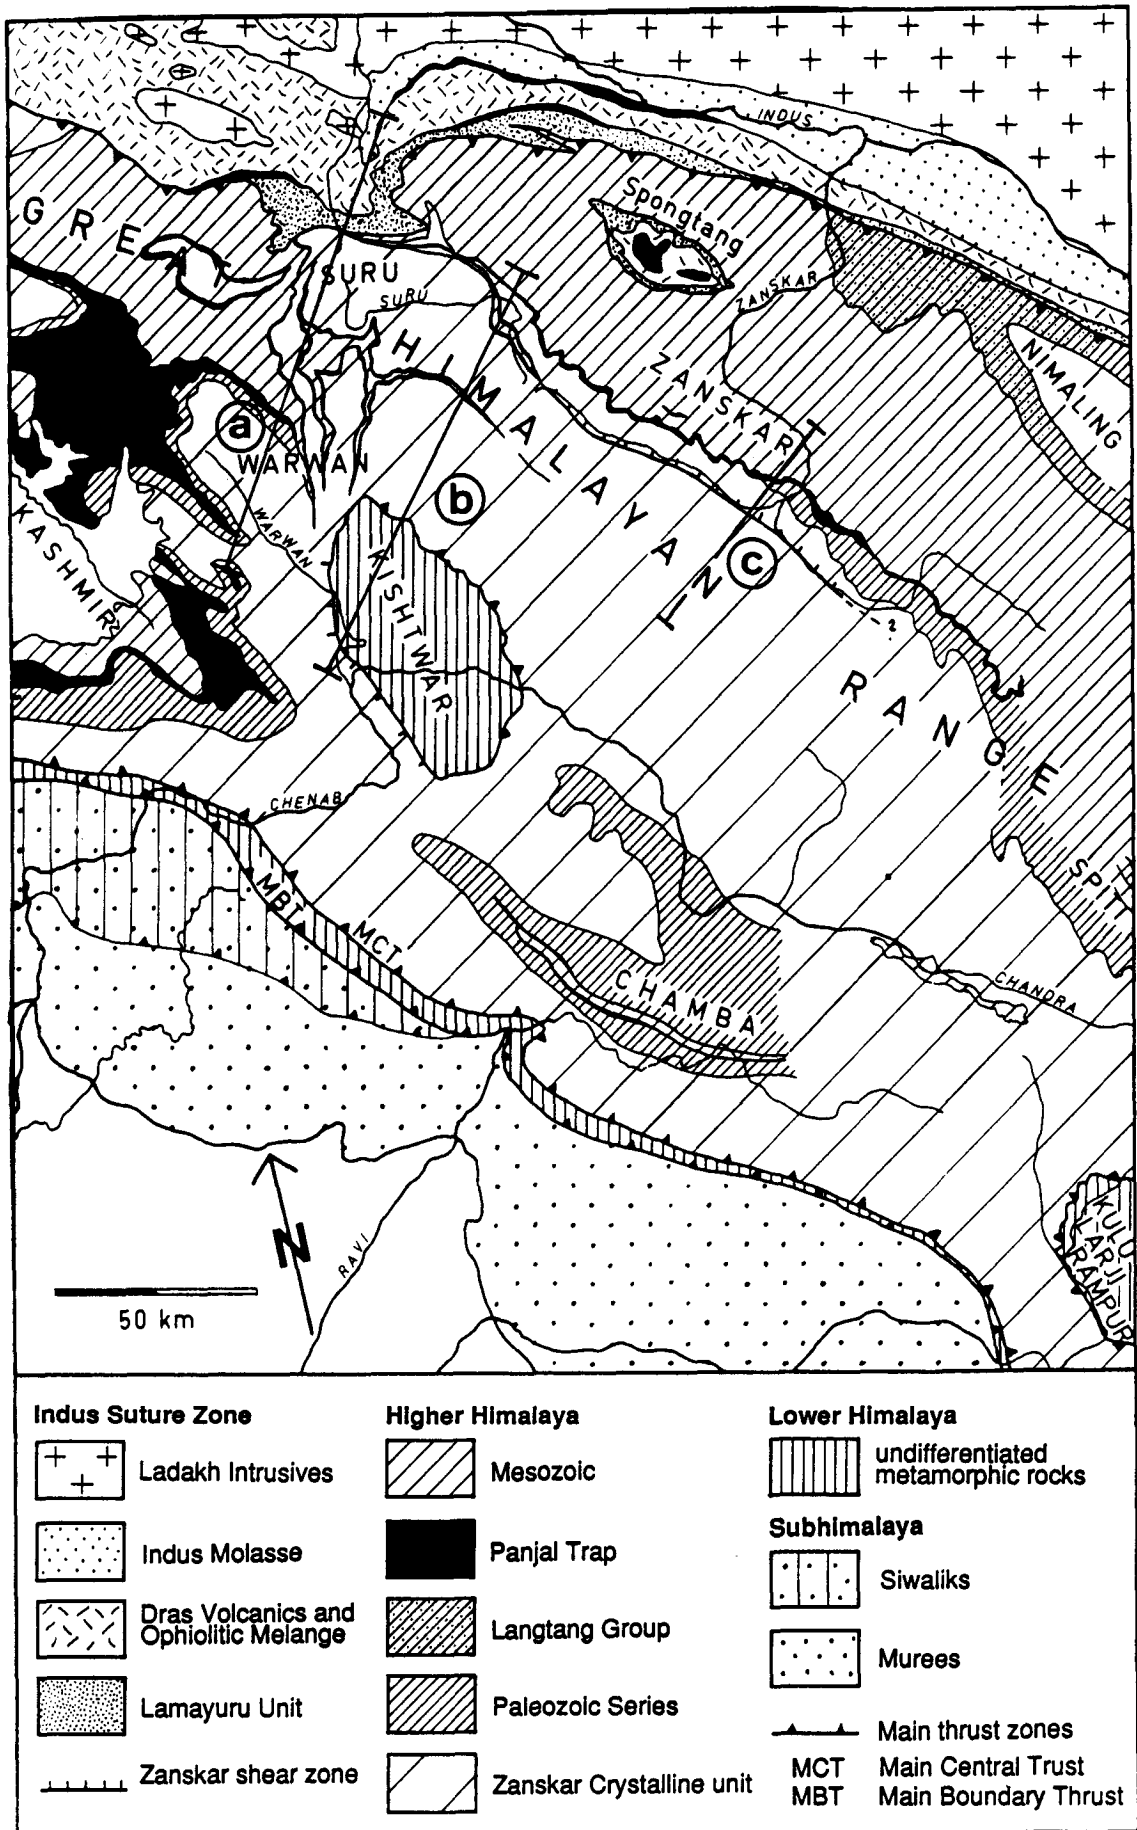 INDUS
Spongtang
GRE
SURU
SURU
ZANSKAR
HIMALAYAN
ZANSKAR
NIMALING
a
WARWAN
b
WARWAN
KASHMIR
KISHTWAR
c
?
RANGE
CHENAB
SPITI
MBT
MCT
CHAMBA
CHANDRA
N
RAVI
KULU
LARJI
RAMPUR
50 km
Indus Suture Zone
Ladakh Intrusives
Indus Molasse
Dras Volcanics and
Ophiolitic Melange
Lamayuru Unit
Zanskar shear zone
Higher Himalaya
Mesozoic
Panjal Trap
Langtang Group
Paleozoic Series
Zanskar Crystalline unit
Lower Himalaya
undifferentiated
metamorphic rocks
Subhimalaya
Siwaliks
Murees
Main thrust zones
MCT Main Central Trust
MBT Main Boundary Thrust